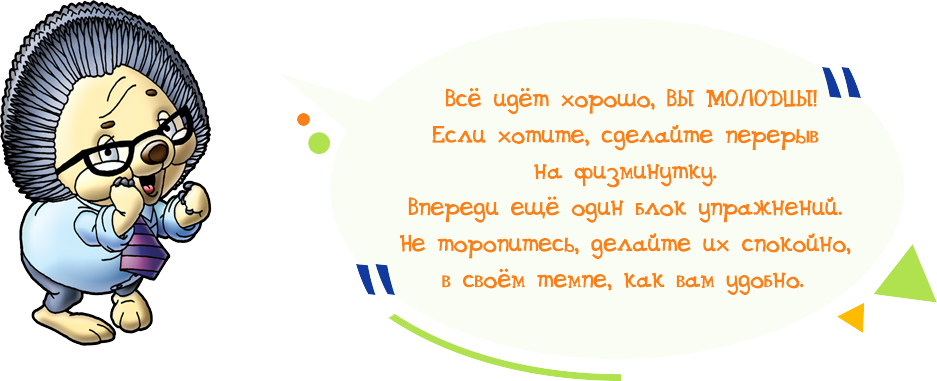 Всё идёт хорошо, ВЫ МОЛОДЦЫ!
Если хотите, сделайте перерыв
на физминутку.
Впереди ещё один блок упражнений.
Не торопитесь, делайте их спокойно,
в своём темпе, как вам удобно.